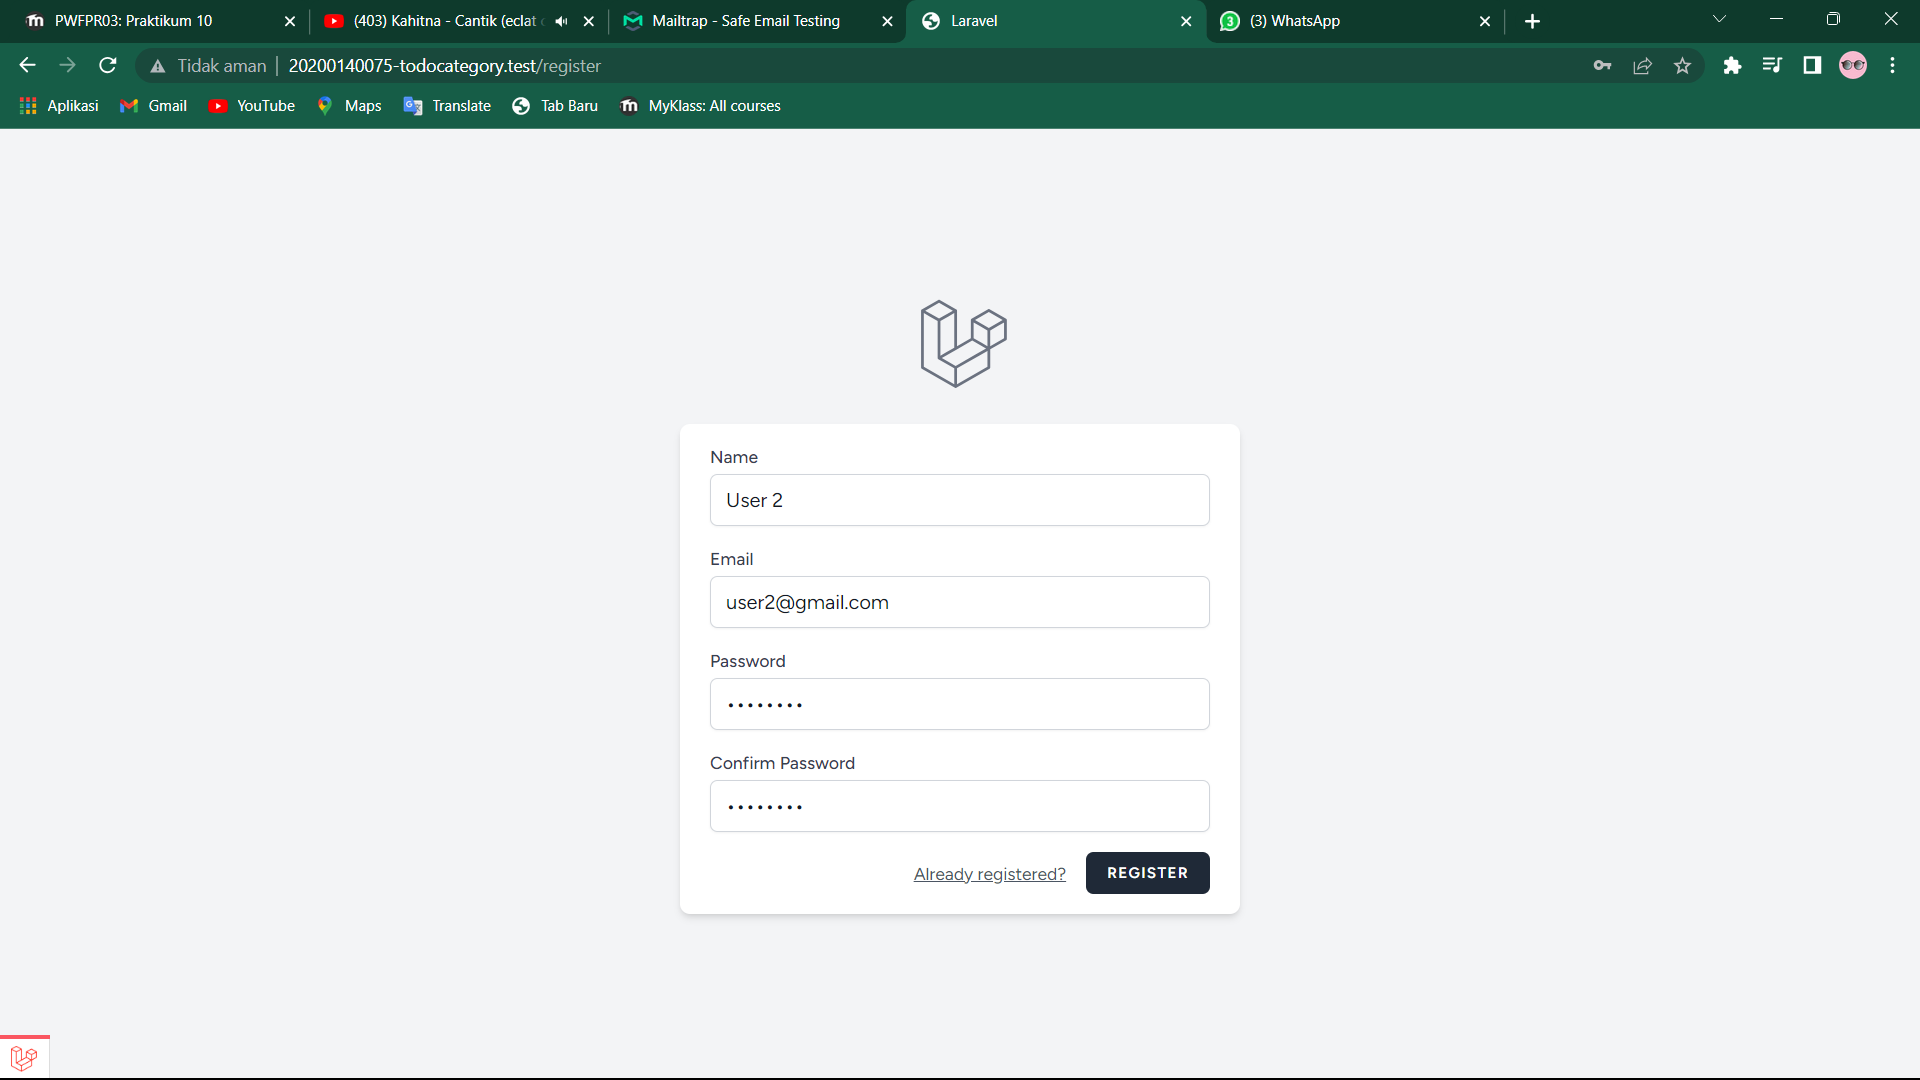 PWFPR03: Praktikum 10
(403) Kahitna - Cantik (eclat
Mailtrap - Safe Email Testing
Laravel
3
(3) WhatsApp
Tidak aman
20200140075-todocategory.test/register
Aplikasi
Gmail
YouTube
Maps
Translate
Tab Baru
MyKlass: All courses
Name
User 2
Email
user2@gmail.com
Password
••••••••
Confirm Password
••••••••
Already registered?
REGISTER